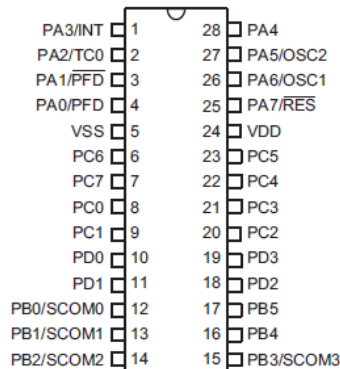 PA3/INT 1 28 PA4
PA2/TC0 2 27 PA5/OSC2
PA1/P̅F̅D̅ 3 26 PA6/OSC1
PA0/PFD 4 25 PA7/R̅E̅S̅
VSS 5 24 VDD
PC6 6 23 PC5
PC7 7 22 PC4
PC0 8 21 PC3
PC1 9 20 PC2
PD0 10 19 PD3
PD1 11 18 PD2
PB0/SCOM0 12 17 PB5
PB1/SCOM1 13 16 PB4
PB2/SCOM2 14 15 PB3/SCOM3